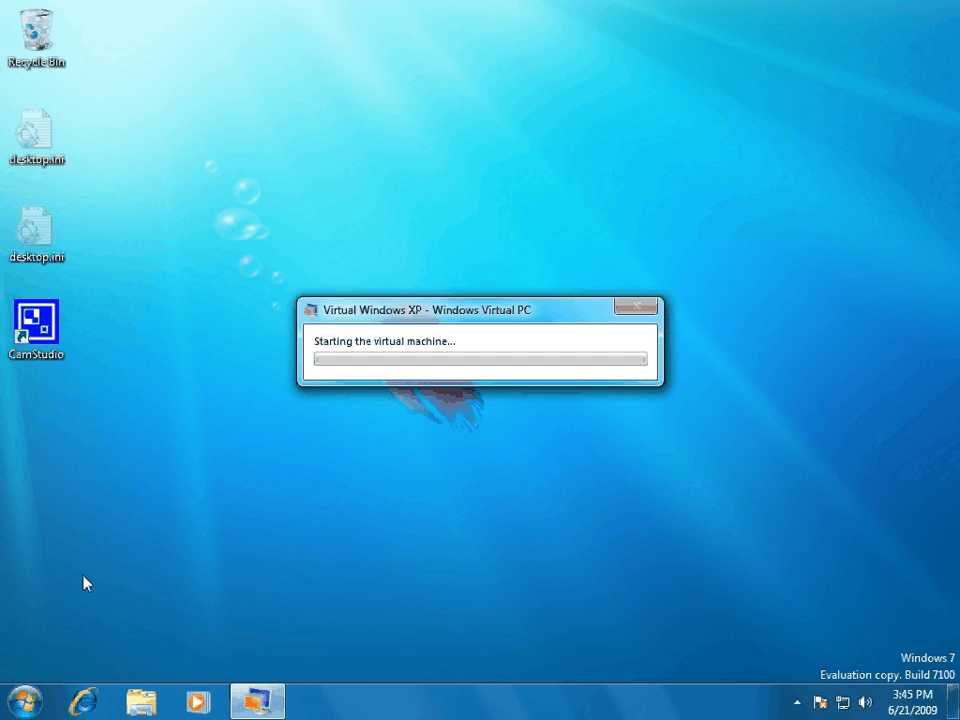 Recycle Bin
desktop.ini
desktop.ini
CamStudio
Virtual Windows XP - Windows Virtual PC
Starting the virtual machine...
Windows 7
Evaluation copy. Build 7100
3:45 PM
6/21/2009